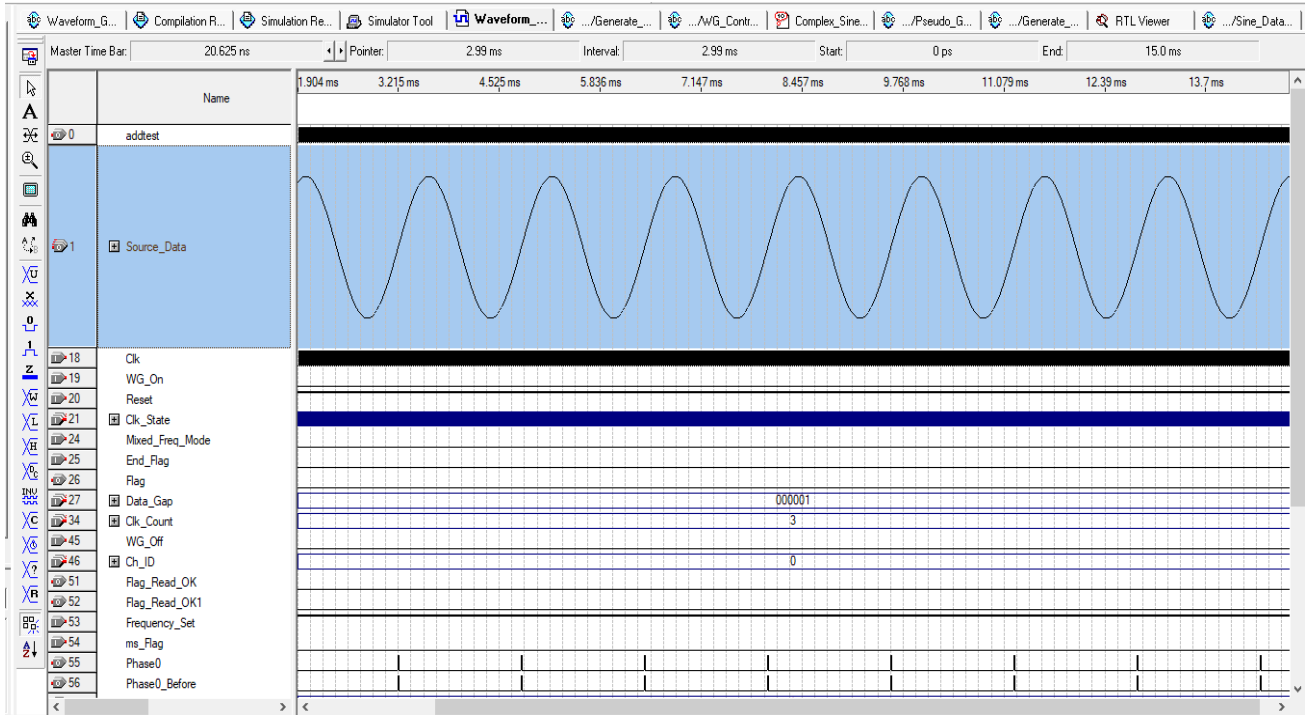 Waveform_G... Compilation R... Simulation Re... Simulator Tool Waveform_... .../Generate_... .../WG_Contr... Complex_Sine... .../Pseudo_G... .../Generate_... RTL Viewer .../Sine_Data...
Master Time Bar: 20.625 ns Pointer: 2.99 ms Interval: 2.99 ms Start: 0 ps End: 15.0 ms
Name 1.904 ms 3.215 ms 4.525 ms 5.836 ms 7.147 ms 8.457 ms 9.768 ms 11.079 ms 12.39 ms 13.7 ms
0 addtest
1 Source_Data
18 Clk
19 WG_On
20 Reset
21 Clk_State
24 Mixed_Freq_Mode
25 End_Flag
26 Flag
27 Data_Gap 000001
34 Clk_Count 3
45 WG_Off
46 Ch_ID 0
51 Flag_Read_OK
52 Flag_Read_OK1
53 Frequency_Set
54 ms_Flag
55 Phase0
56 Phase0_Before